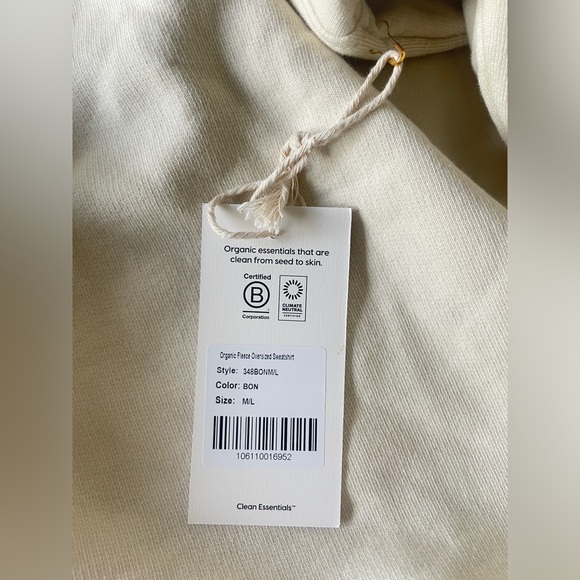 Organic essentials that are
clean from seed to skin.
Certified
B
Corporation
CLIMATE
NEUTRAL
CERTIFIED
Organic Fleece Oversized Sweatshirt
Style: 348BONM/L
Color: BON
Size: M/L
106110016952
Clean Essentials™